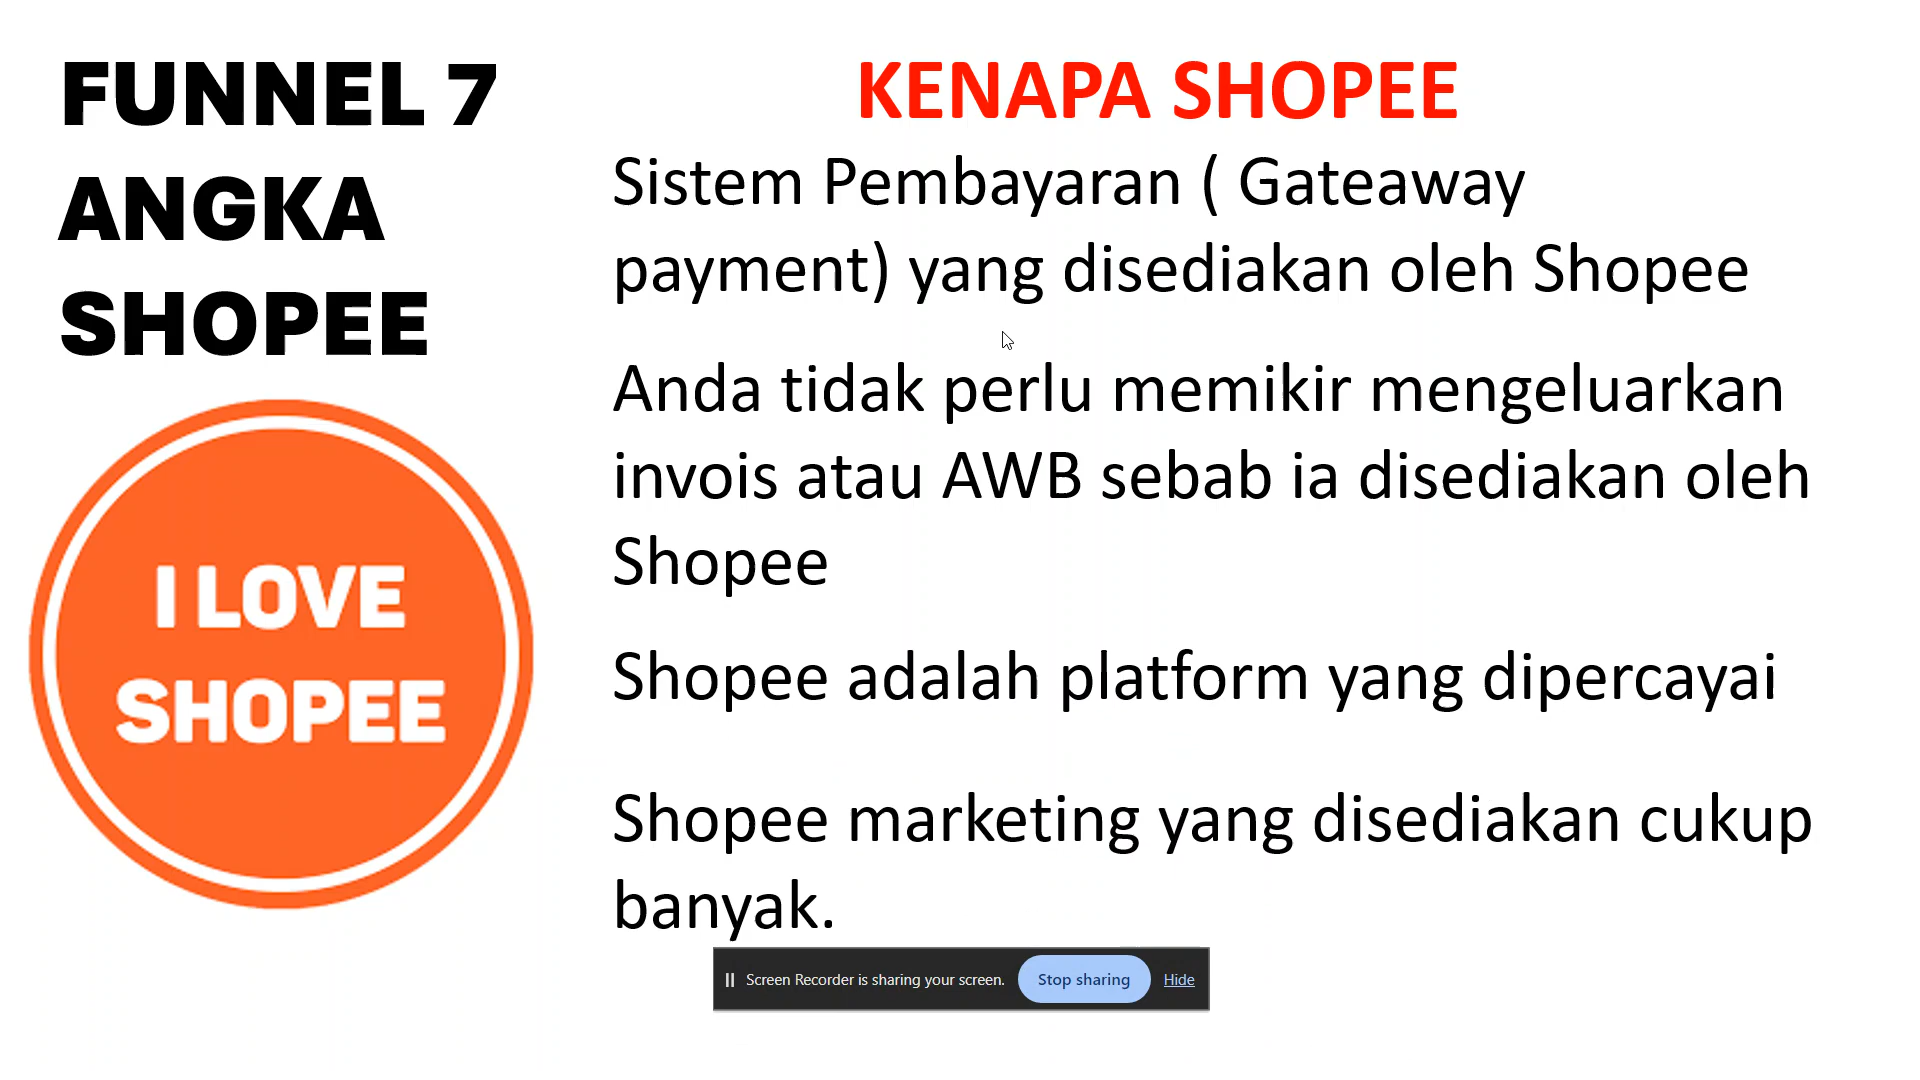 FUNNEL 7
ANGKA
SHOPEE
I LOVE
SHOPEE
KENAPA SHOPEE
Sistem Pembayaran ( Gateaway
payment) yang disediakan oleh Shopee
Anda tidak perlu memikir mengeluarkan
invois atau AWB sebab ia disediakan oleh
Shopee
Shopee adalah platform yang dipercayai
Shopee marketing yang disediakan cukup
banyak.
Screen Recorder is sharing your screen. Stop sharing Hide